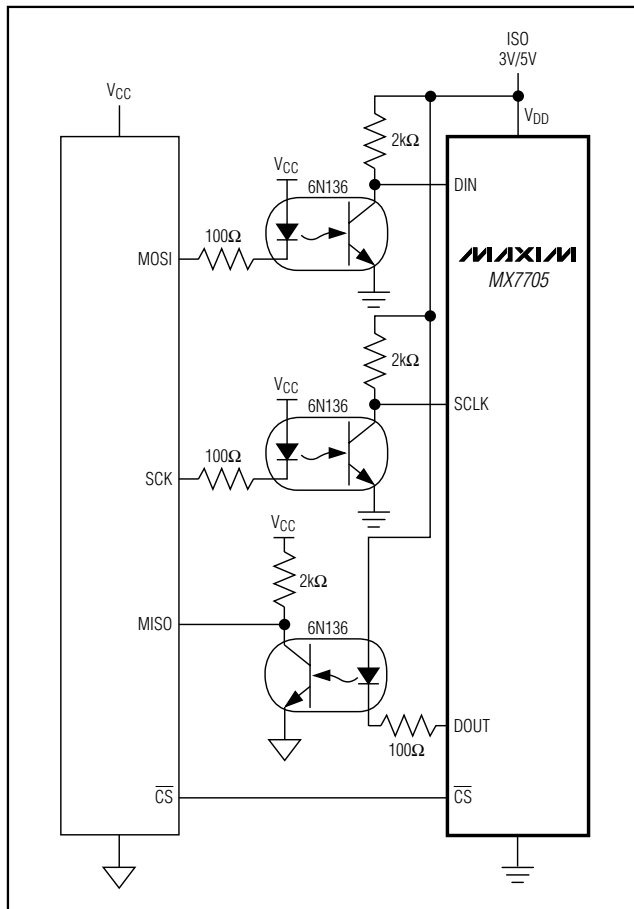 ISO
3V/5V
VCC
VDD
2kΩ
VCC
6N136
DIN
100Ω
MOSI
MAXIM
MX7705
2kΩ
VCC
6N136
SCLK
100Ω
SCK
VCC
2kΩ
MISO
6N136
DOUT
100Ω
CS
CS